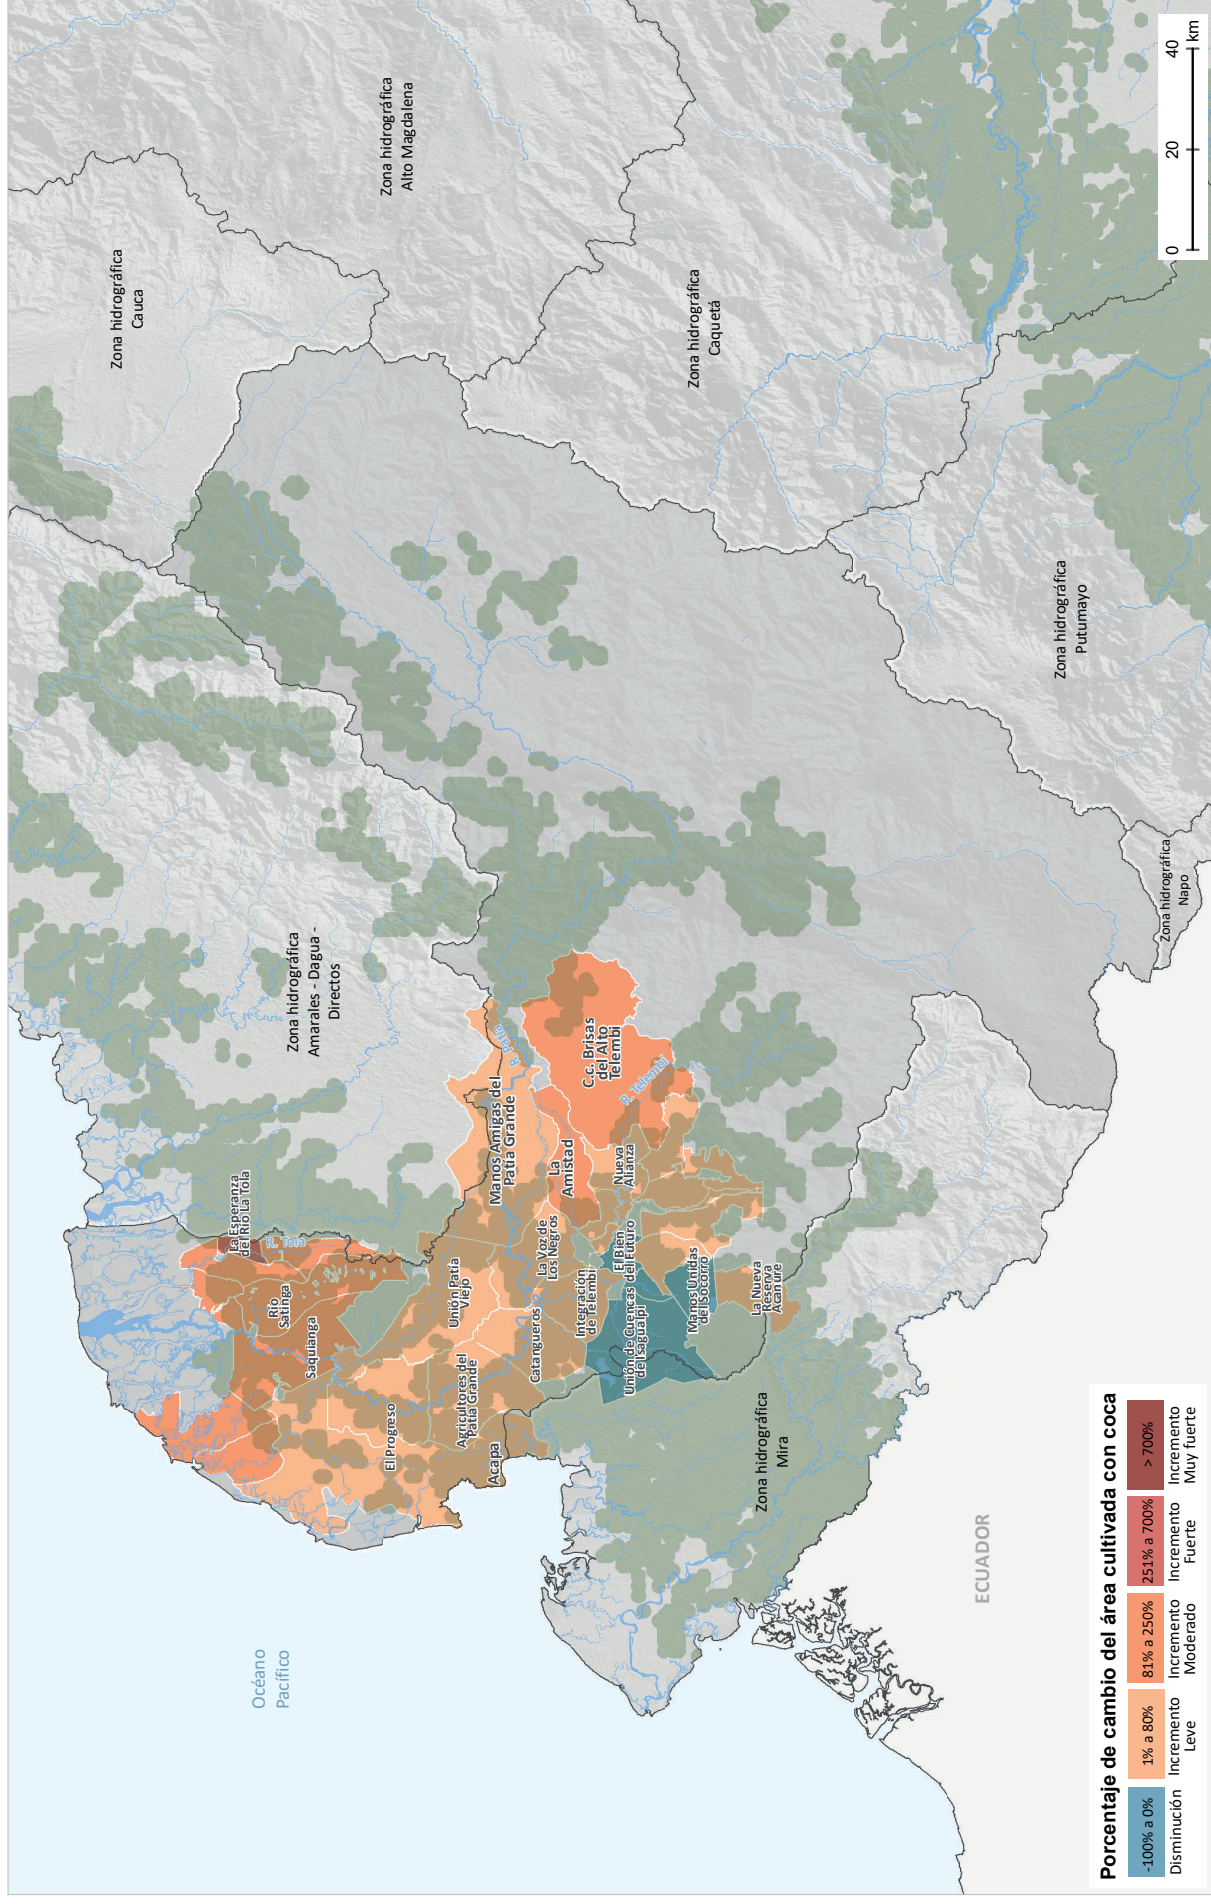 Zona hidrográfica
Cauca
Zona hidrográfica
Alto Magdalena
Zona hidrográfica
Caquetá
Zona hidrográfica
Putumayo
Zona hidrográfica
Napo
Zona hidrográfica
Amarales - Dagua -
Directos
Zona hidrográfica
Mira
Océano
Pacífico
ECUADOR
La Esperanza
del Río La Tola
R. Tola
Río
Satinga
Saquianga
El Progreso
Unión Patía
Viejo
Agricultores del
Patía Grande
Acapa
Manos Amigas del
Patía Grande
R. Patía
La
Amistad
C.c. Brisas
del Alto
Telembí
R. Telembí
Nueva
Alianza
La Voz de
Los Negros
Catangueros
Integración
de Telembí
El Bien
del Futuro
Unión de Cuencas
de Isagualpi
Manos Unidas
del Socorro
La Nueva
Reserva
Acanure
0 20 40
km
Porcentaje de cambio del área cultivada con coca
-100% a 0%
1% a 80%
81% a 250%
251% a 700%
> 700%
Disminución
Incremento
Leve
Incremento
Moderado
Incremento
Fuerte
Incremento
Muy fuerte